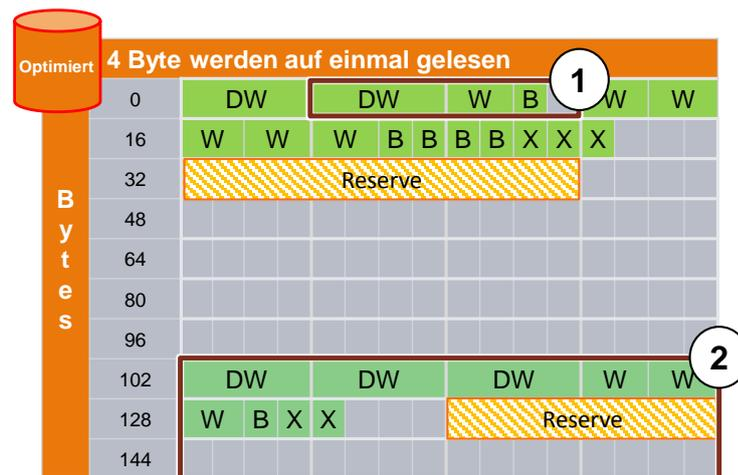 Optimiert
4 Byte werden auf einmal gelesen
1
0 DW DW W B W W
16 W W W B B B B X X X
32 Reserve
48
64
80
96
2
102 DW DW DW W W
128 W B X X Reserve
144
Bytes